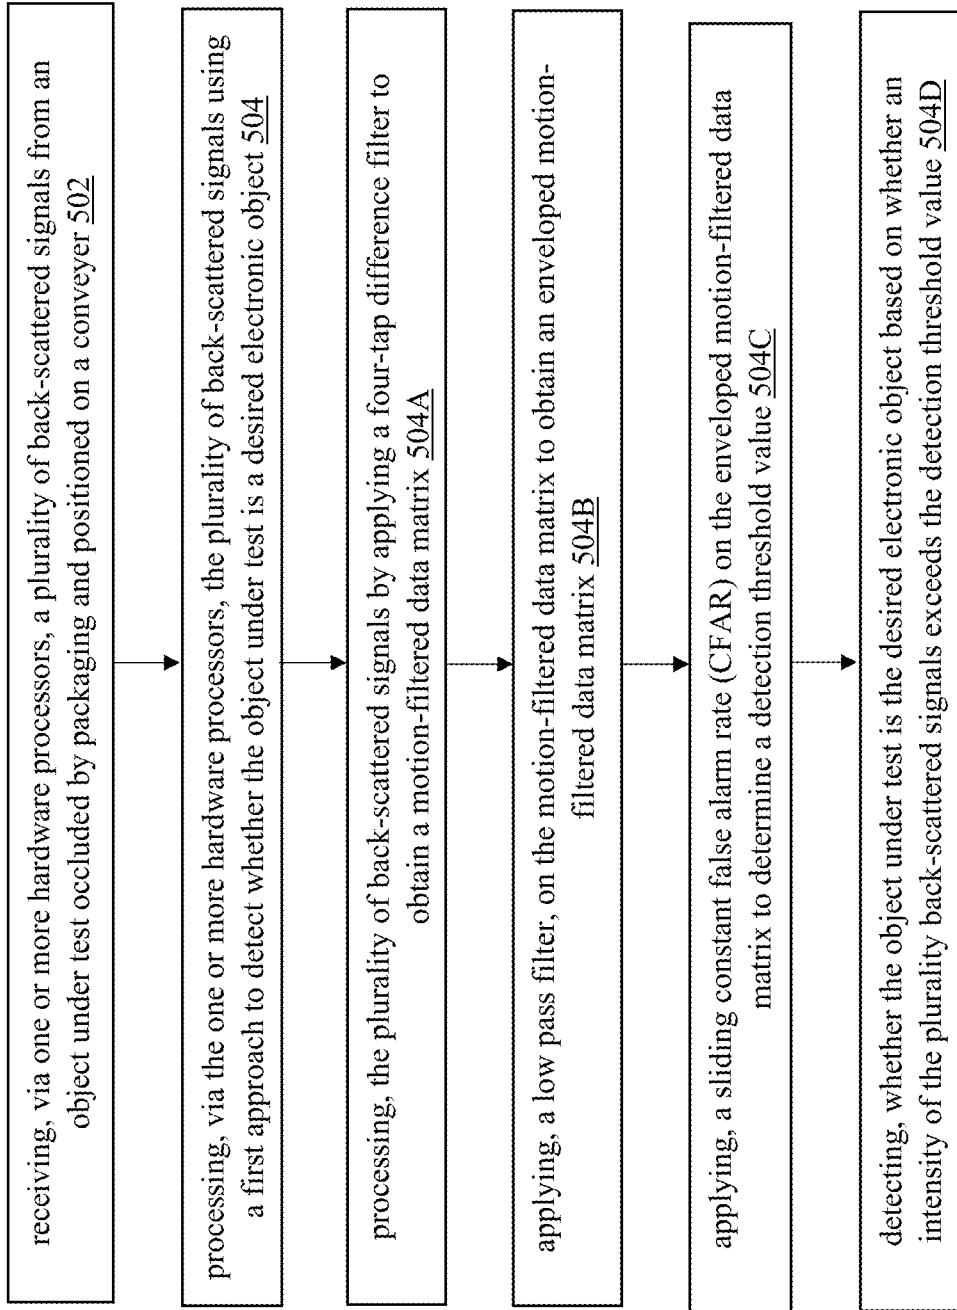 receiving, via one or more hardware processors, a plurality of back-scattered signals from an
object under test occluded by packaging and positioned on a conveyer 502
processing, via the one or more hardware processors, the plurality of back-scattered signals using
a first approach to detect whether the object under test is a desired electronic object 504
processing, the plurality of back-scattered signals by applying a four-tap difference filter to
obtain a motion-filtered data matrix 504A
applying, a low pass filter, on the motion-filtered data matrix to obtain an enveloped motion-
filtered data matrix 504B
applying, a sliding constant false alarm rate (CFAR) on the enveloped motion-filtered data
matrix to determine a detection threshold value 504C
detecting, whether the object under test is the desired electronic object based on whether an
intensity of the plurality back-scattered signals exceeds the detection threshold value 504D